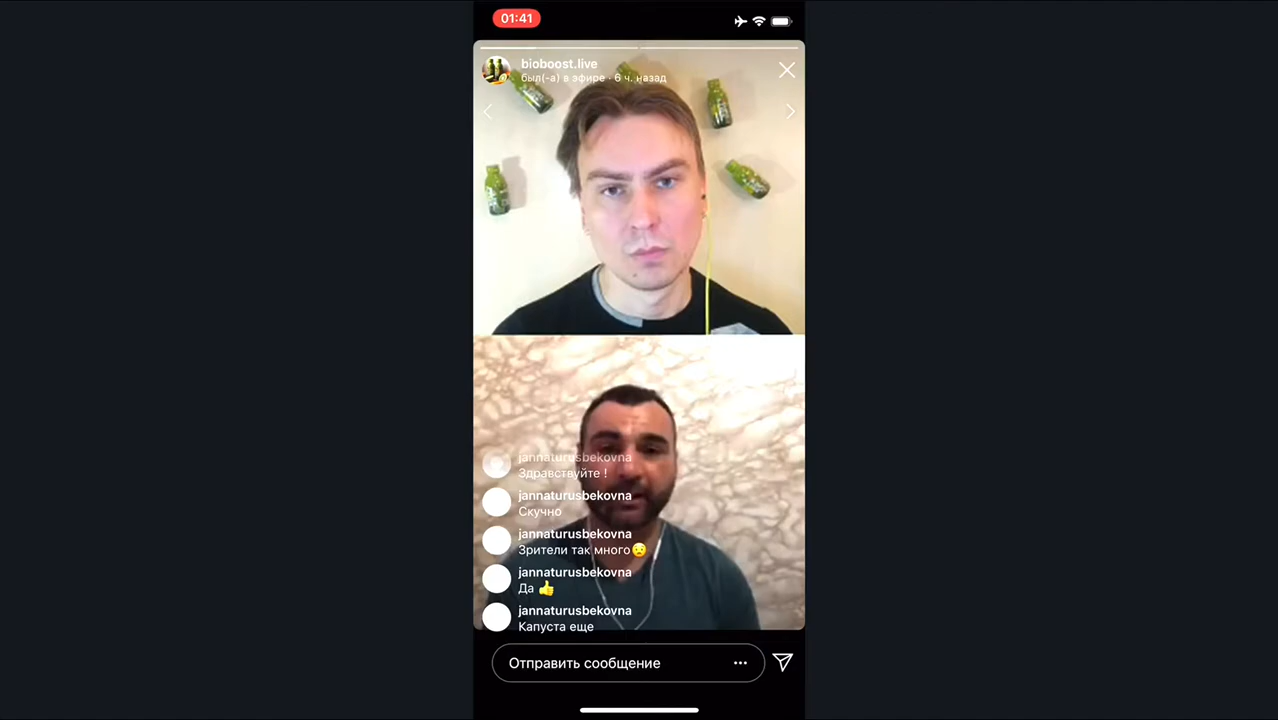 01:41
bioboost.live
был(-а) в эфире · 6 ч. назад
jannaturusbekovna
Здравствуйте !
jannaturusbekovna
Скучно
jannaturusbekovna
Зрители так много😟
jannaturusbekovna
Да 👍
jannaturusbekovna
Капуста еще
Отправить сообщение